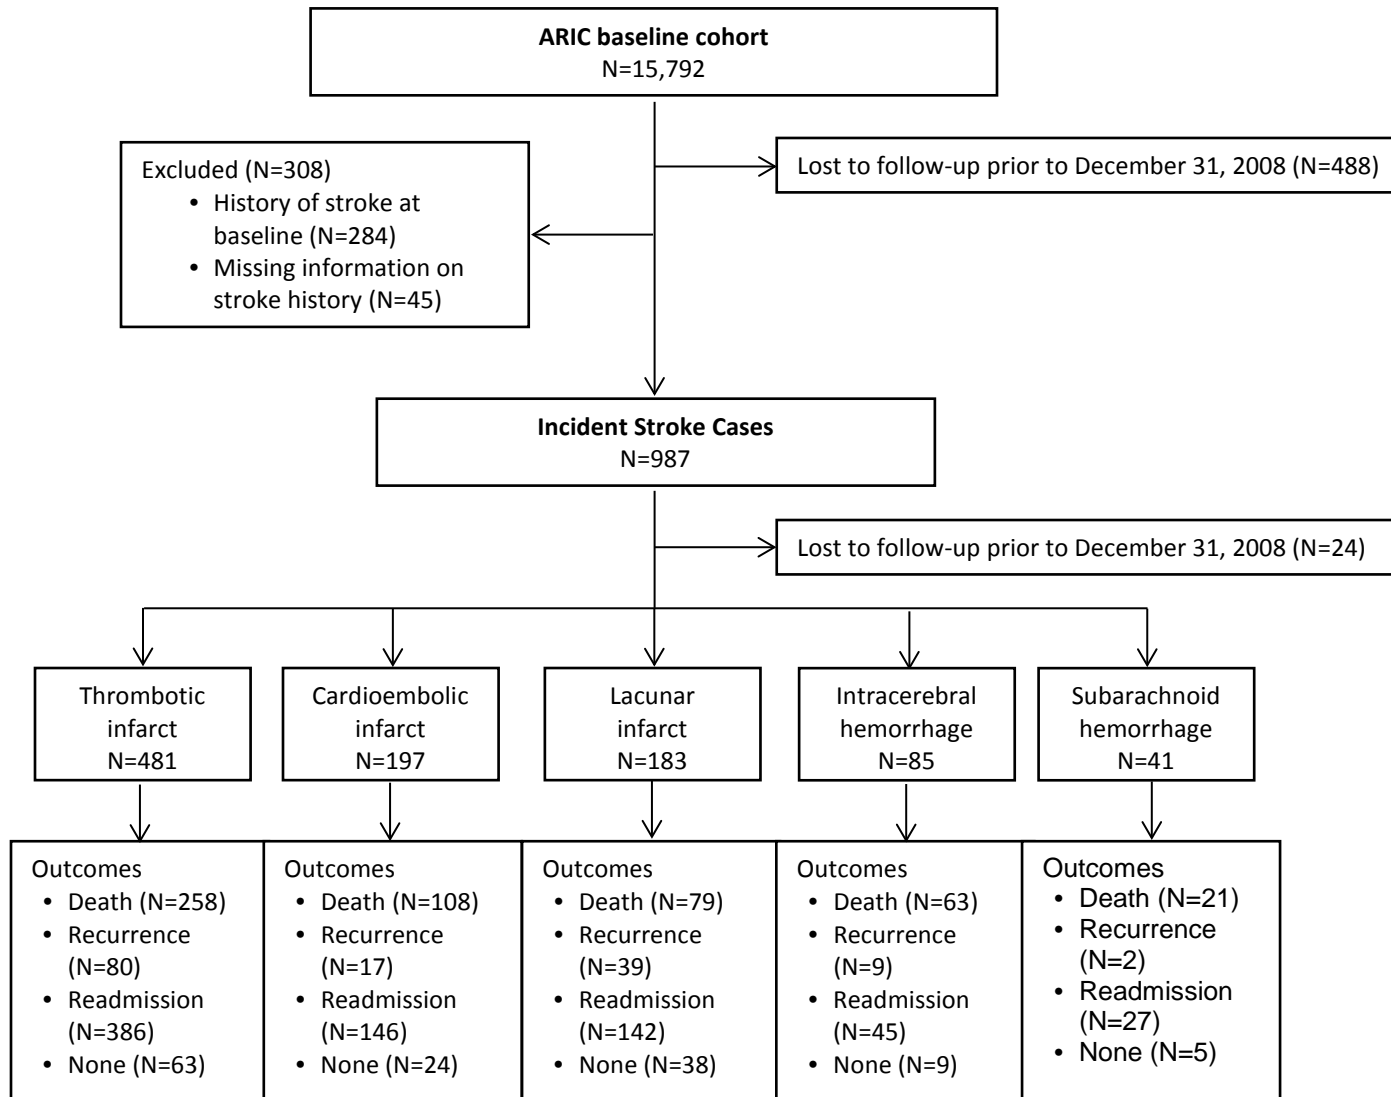 ARIC baseline cohort
N=15,792
Excluded (N=308)
• History of stroke at
baseline (N=284)
• Missing information on
stroke history (N=45)
Lost to follow-up prior to December 31, 2008 (N=488)
Incident Stroke Cases
N=987
Lost to follow-up prior to December 31, 2008 (N=24)
Thrombotic
infarct
N=481
Cardioembolic
infarct
N=197
Lacunar
infarct
N=183
Intracerebral
hemorrhage
N=85
Subarachnoid
hemorrhage
N=41
Outcomes
• Death (N=258)
• Recurrence
(N=80)
• Readmission
(N=386)
• None (N=63)
Outcomes
• Death (N=108)
• Recurrence
(N=17)
• Readmission
(N=146)
• None (N=24)
Outcomes
• Death (N=79)
• Recurrence
(N=39)
• Readmission
(N=142)
• None (N=38)
Outcomes
• Death (N=63)
• Recurrence
(N=9)
• Readmission
(N=45)
• None (N=9)
Outcomes
• Death (N=21)
• Recurrence
(N=2)
• Readmission
(N=27)
• None (N=5)